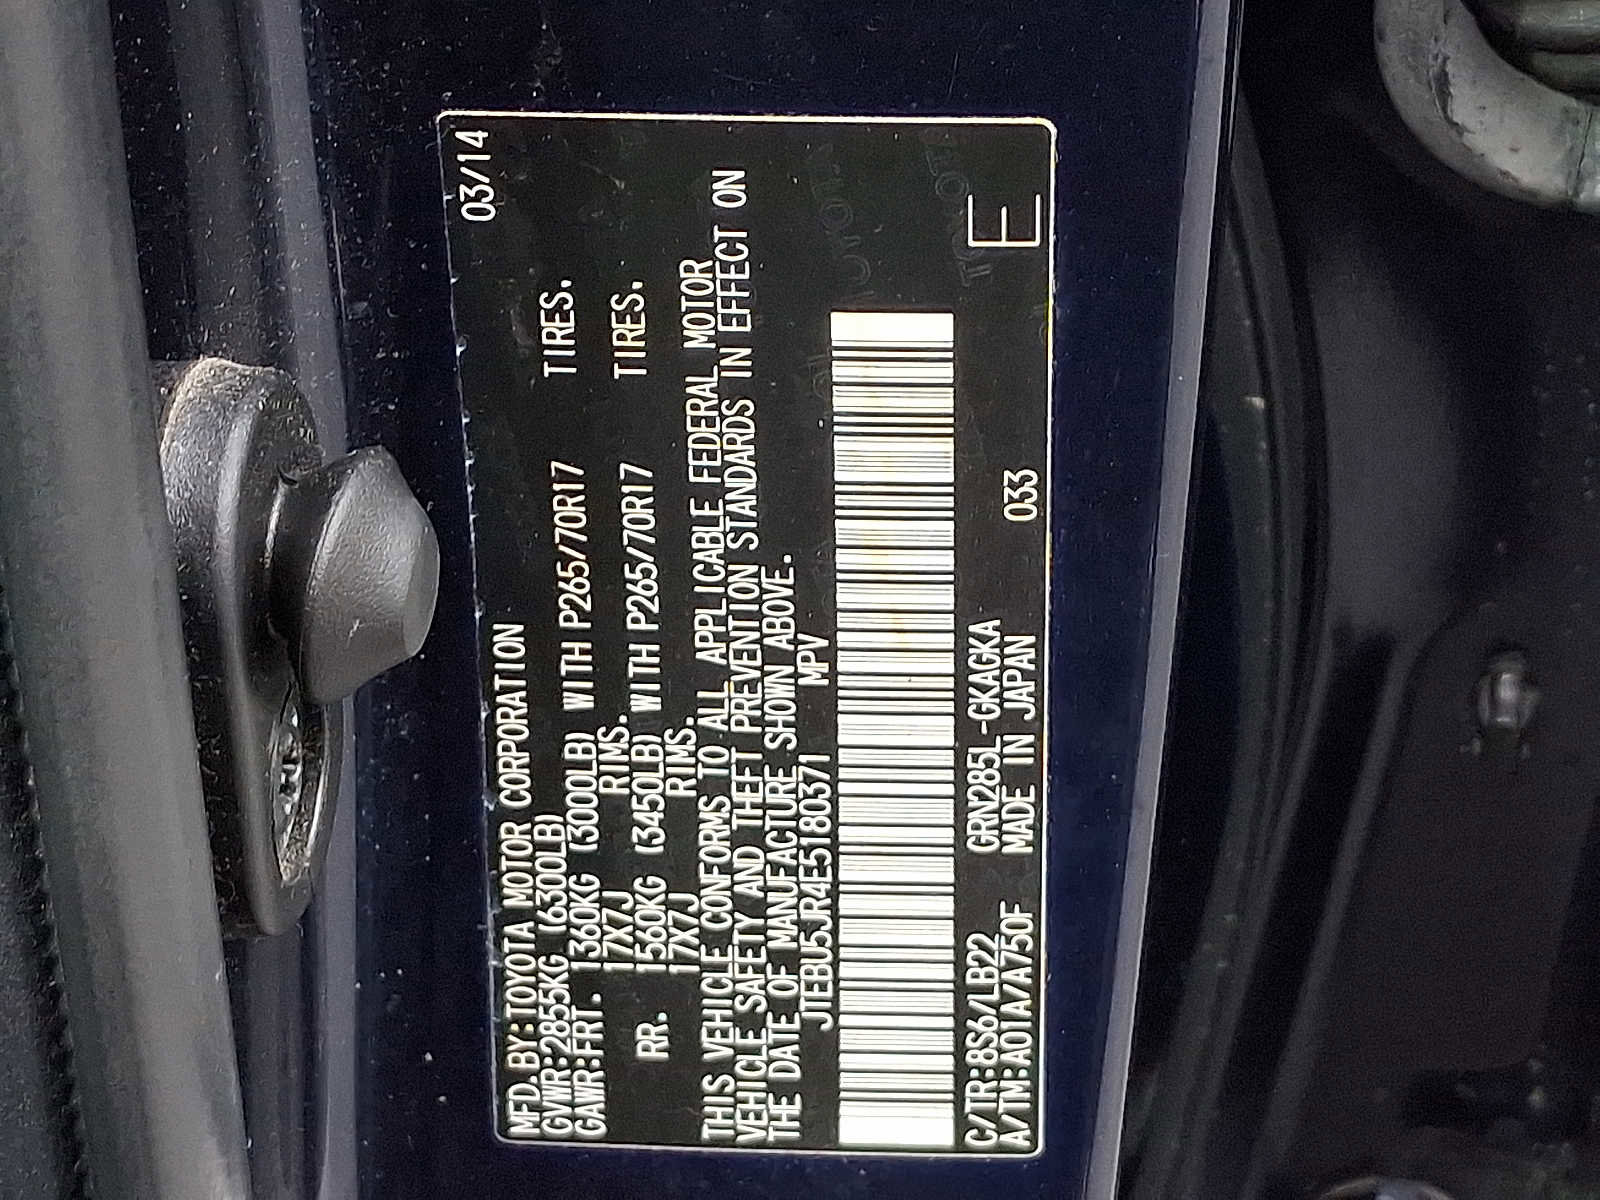 03/14
MFD.BY:TOYOTA MOTOR CORPORATION
GVWR:2855KG (6300LB)
GAWR:FRT. 1360KG (3000LB) WITH P265/70R17 TIRES.
17X7J RIMS.
RR. 1560KG (3450LB) WITH P265/70R17 TIRES.
17X7J RIMS.
THIS VEHICLE CONFORMS TO ALL APPLICABLE FEDERAL MOTOR
VEHICLE SAFETY AND THEFT PREVENTION STANDARDS IN EFFECT ON
THE DATE OF MANUFACTURE SHOWN ABOVE.
JTEBU5JR4E5180371 MPV
C/TR:8S6/LB22 GRN285L-GKAGKA
A/TM:A01A/A750F MADE IN JAPAN 033 E